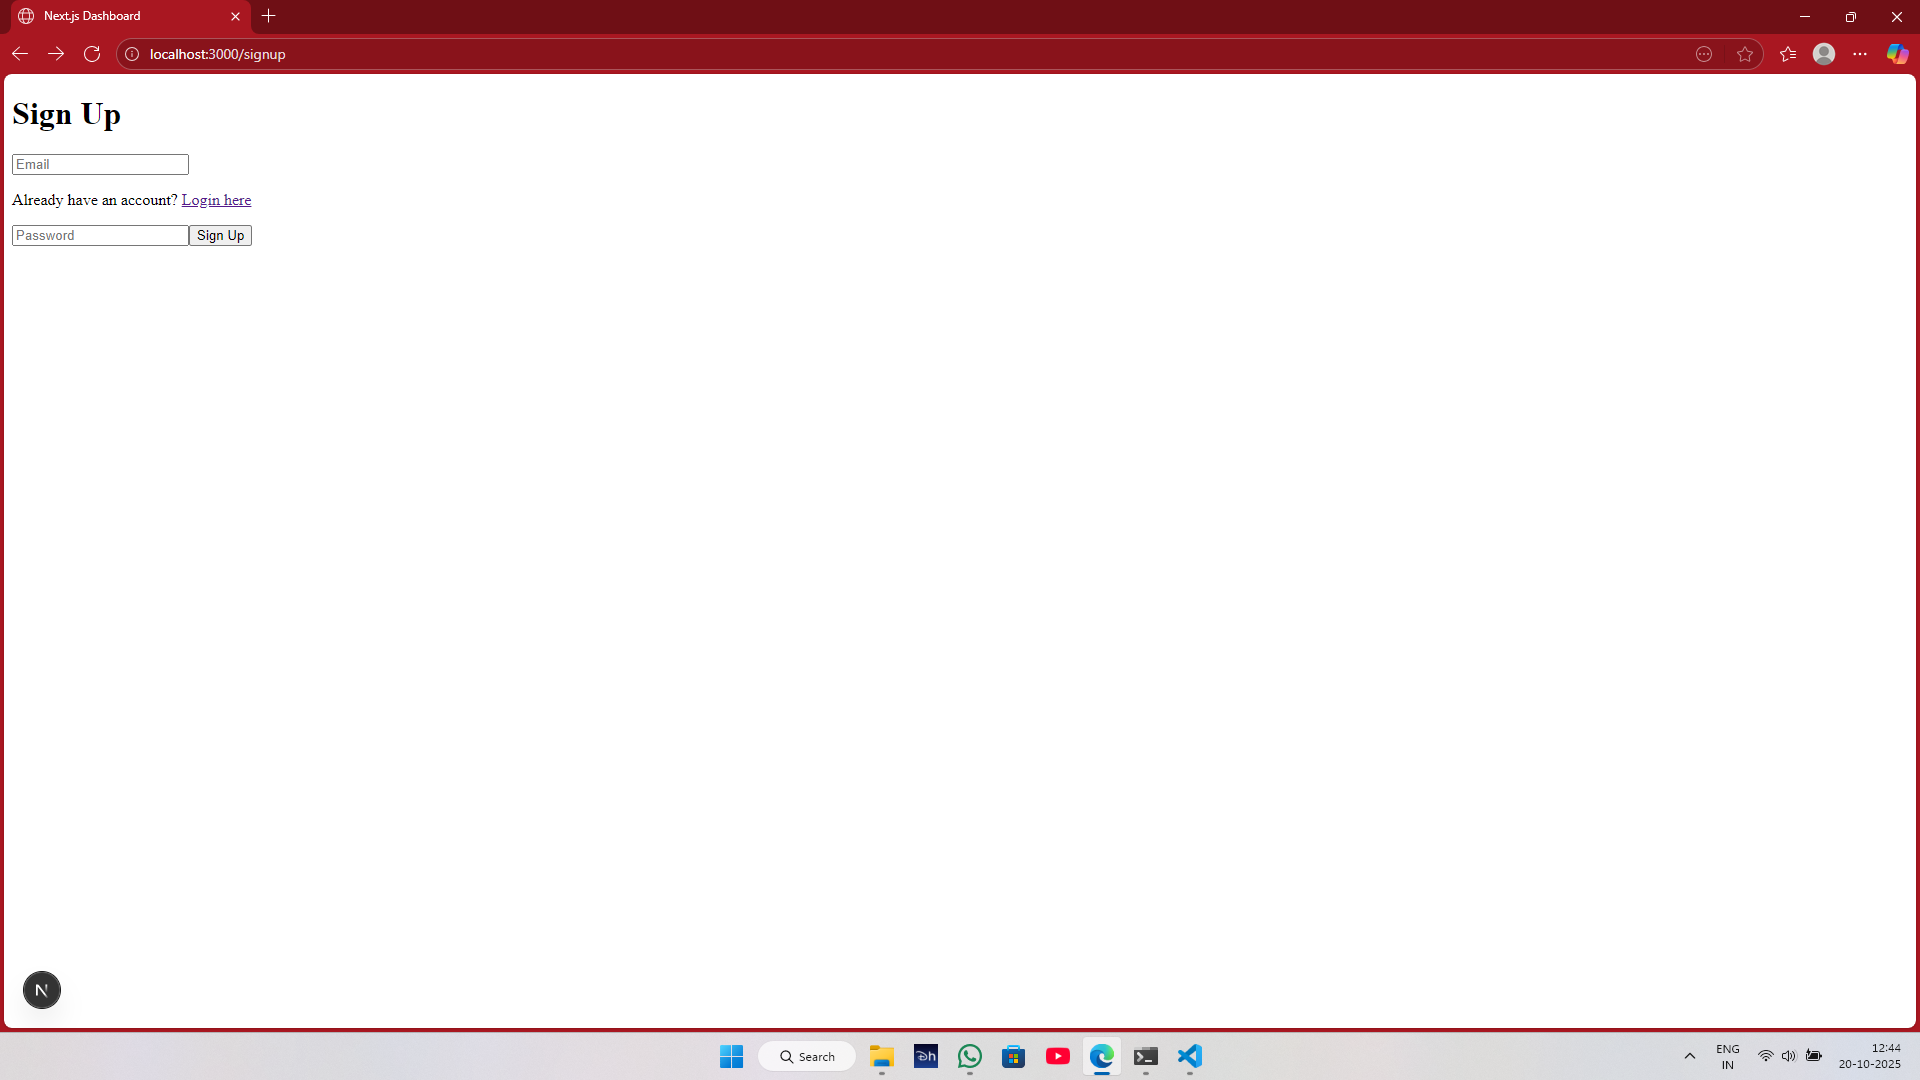 Next.js Dashboard
localhost:3000/signup
Sign Up
Email
Already have an account? Login here
Password Sign Up
N
Search
Dh
ENG
IN
12:44
20-10-2025